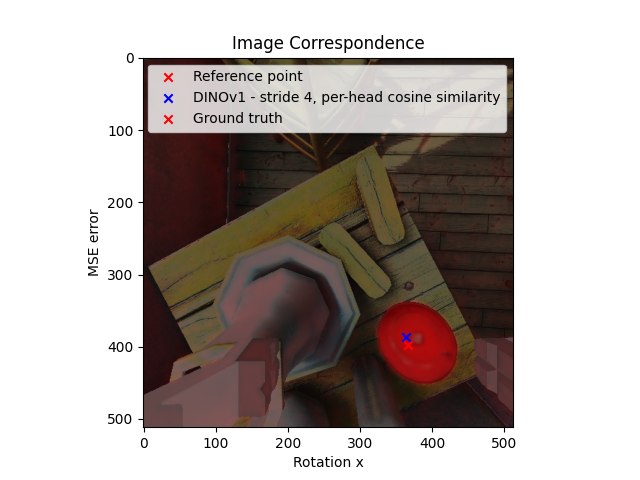 Image Correspondence
Reference point
DINOv1 - stride 4, per-head cosine similarity
Ground truth
MSE error
0
100
200
300
400
500
0
100
200
300
400
500
Rotation x